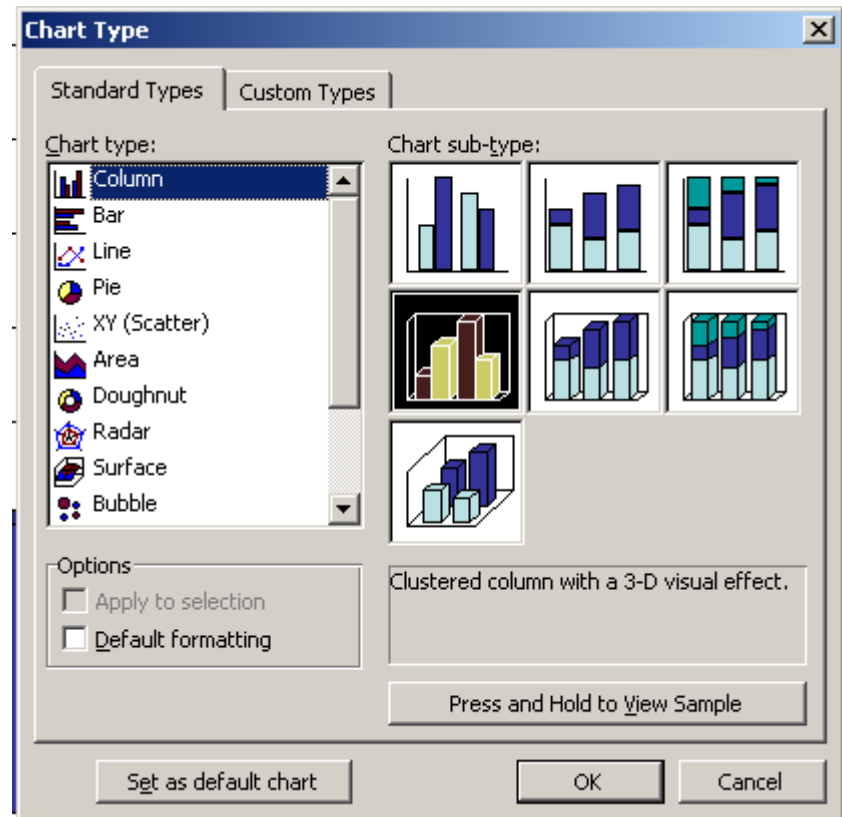 Chart Type
Standard Types
Custom Types
Chart type:
Column
Bar
Line
Pie
XY (Scatter)
Area
Doughnut
Radar
Surface
Bubble
Chart sub-type:
Options
Apply to selection
Default formatting
Clustered column with a 3-D visual effect.
Press and Hold to View Sample
Set as default chart
OK
Cancel